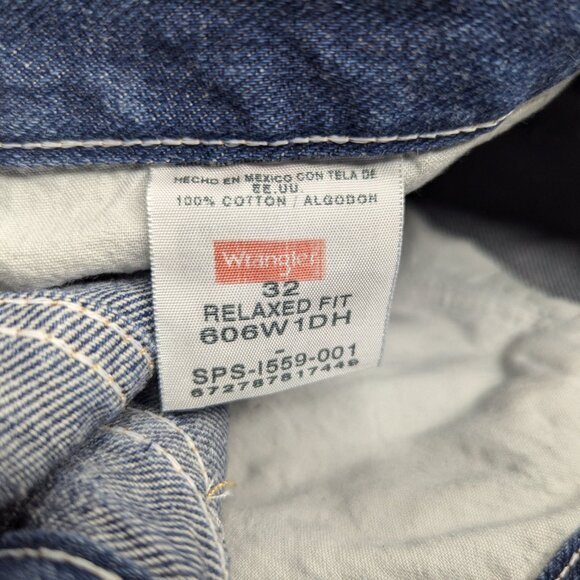 HECHO EN MEXICO CON TELA DE
EE.UU.
100% COTTON / ALGODON
Wrangler
32
RELAXED FIT
606W1DH
-
SPS-I559-001
672787817449